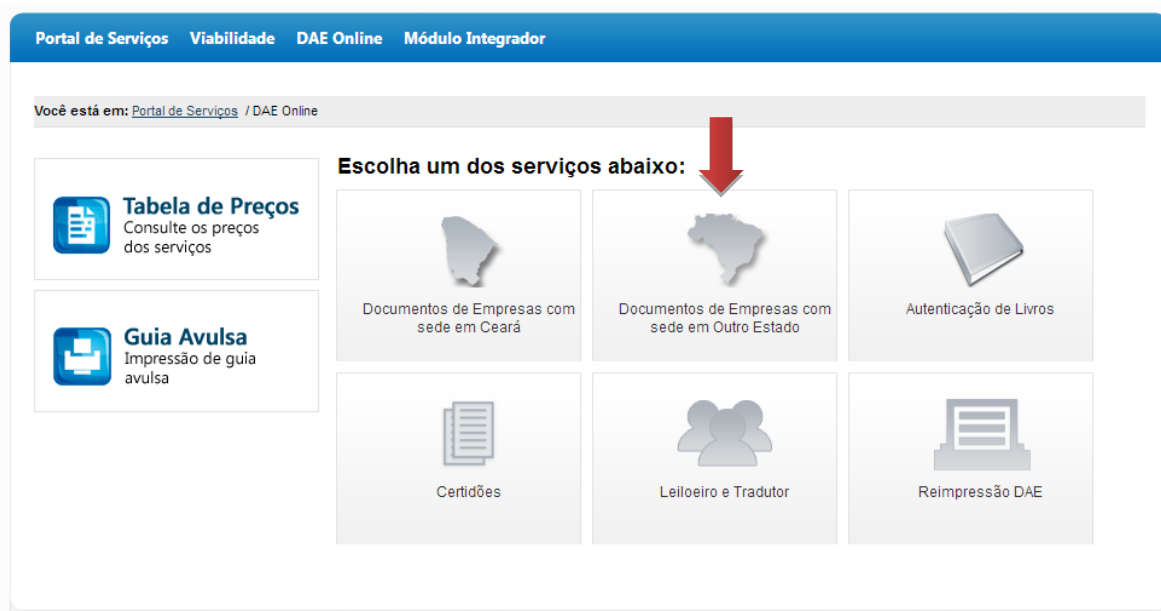 Portal de Serviços Viabilidade DAE Online Módulo Integrador
Você está em: Portal de Serviços / DAE Online
Tabela de Preços
Consulte os preços
dos serviços
Guia Avulsa
Impressão de guia
avulsa
Escolha um dos serviços abaixo:
Documentos de Empresas com
sede em Ceará
Documentos de Empresas com
sede em Outro Estado
Autenticação de Livros
Certidões
Leiloeiro e Tradutor
Reimpressão DAE